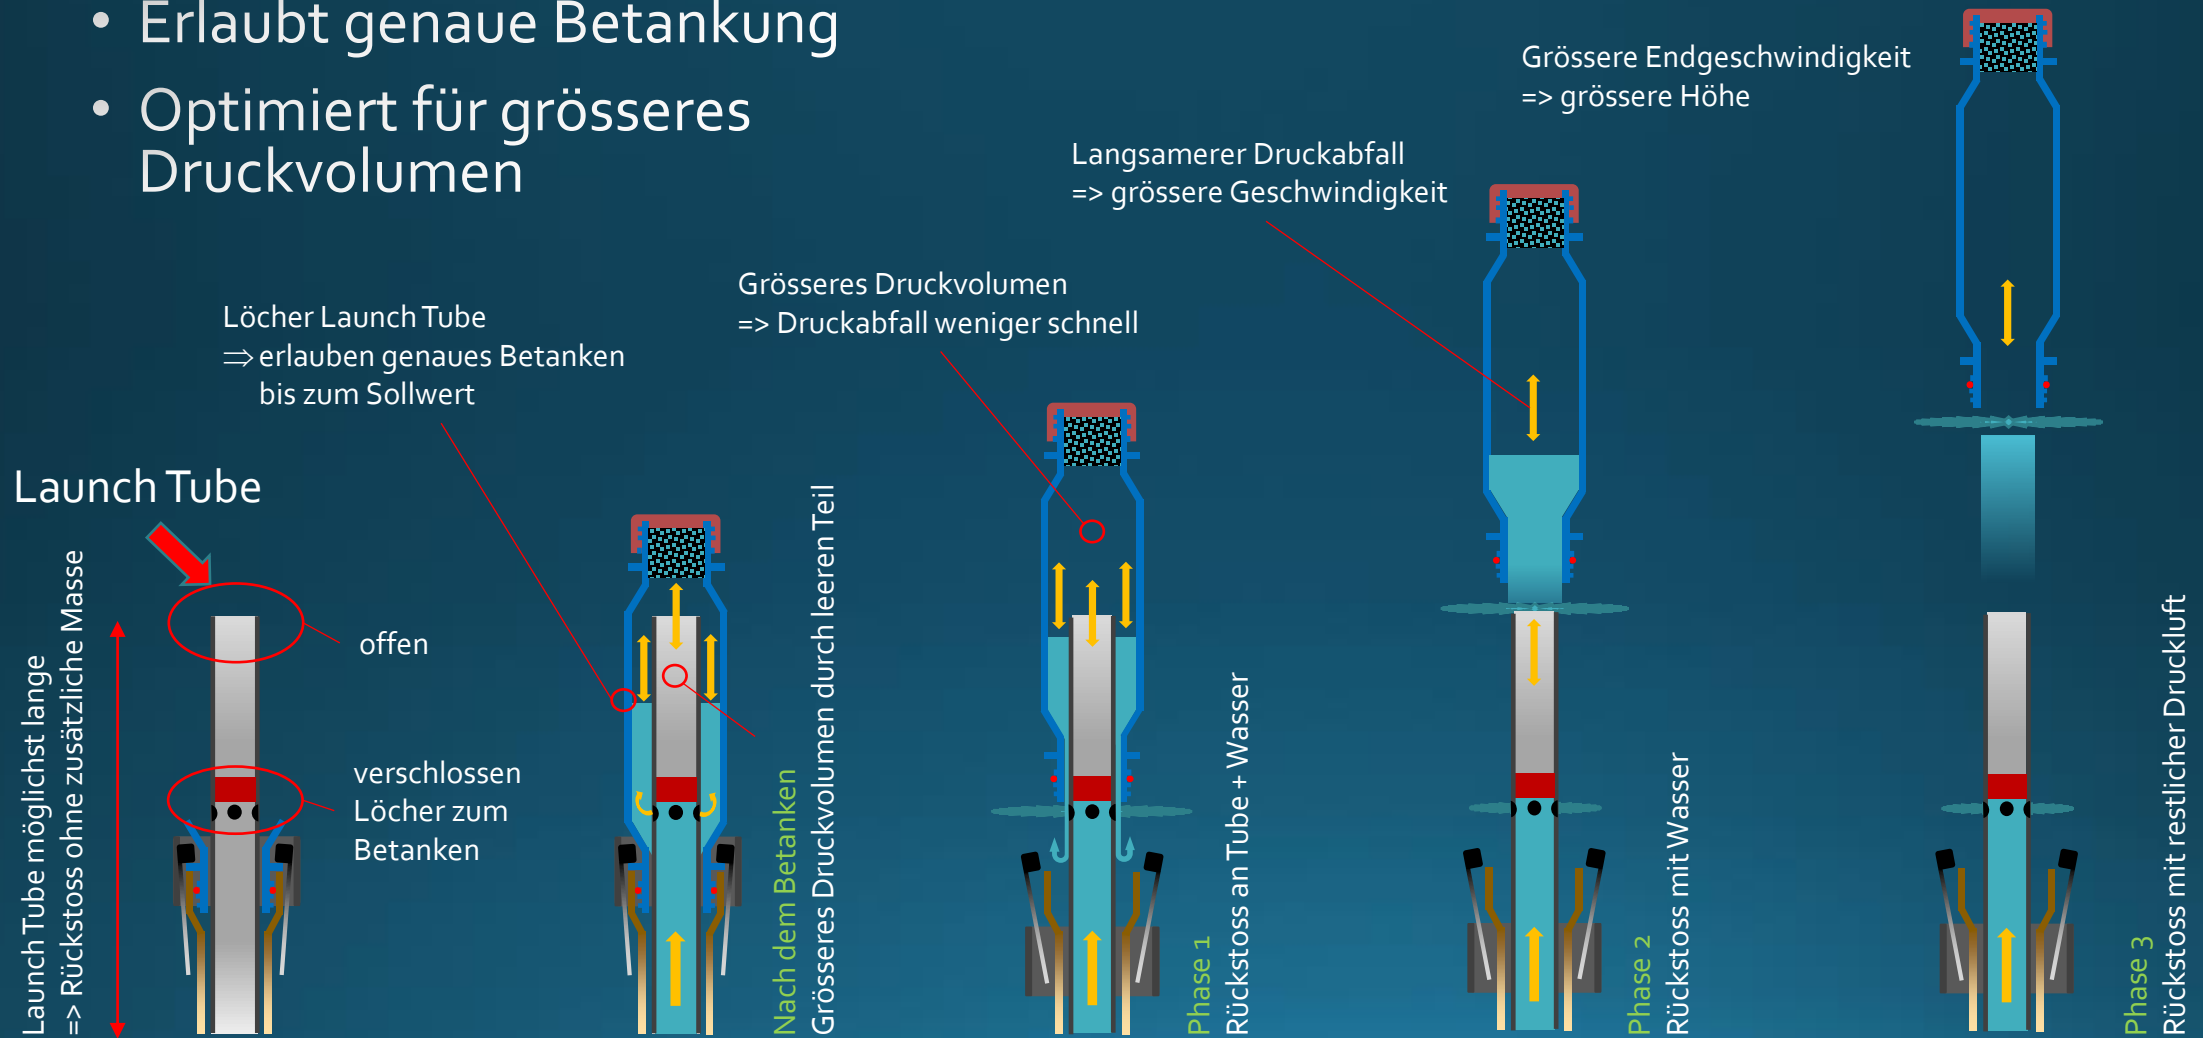 • Erlaubt genaue Betankung
• Optimiert für grösseres
Druckvolumen
Grössere Endgeschwindigkeit
=> grössere Höhe
Langsamerer Druckabfall
=> grössere Geschwindigkeit
Grösseres Druckvolumen
=> Druckabfall weniger schnell
Löcher Launch Tube
⇒ erlauben genaues Betanken
bis zum Sollwert
Launch Tube
offen
verschlossen
Löcher zum
Betanken
Launch Tube möglichst lange
=> Rückstoss ohne zusätzliche Masse
Nach dem Betanken
Grösseres Druckvolumen durch leeren Teil
Phase 1
Rückstoss an Tube + Wasser
Phase 2
Rückstoss mit Wasser
Phase 3
Rückstoss mit restlicher Druckluft